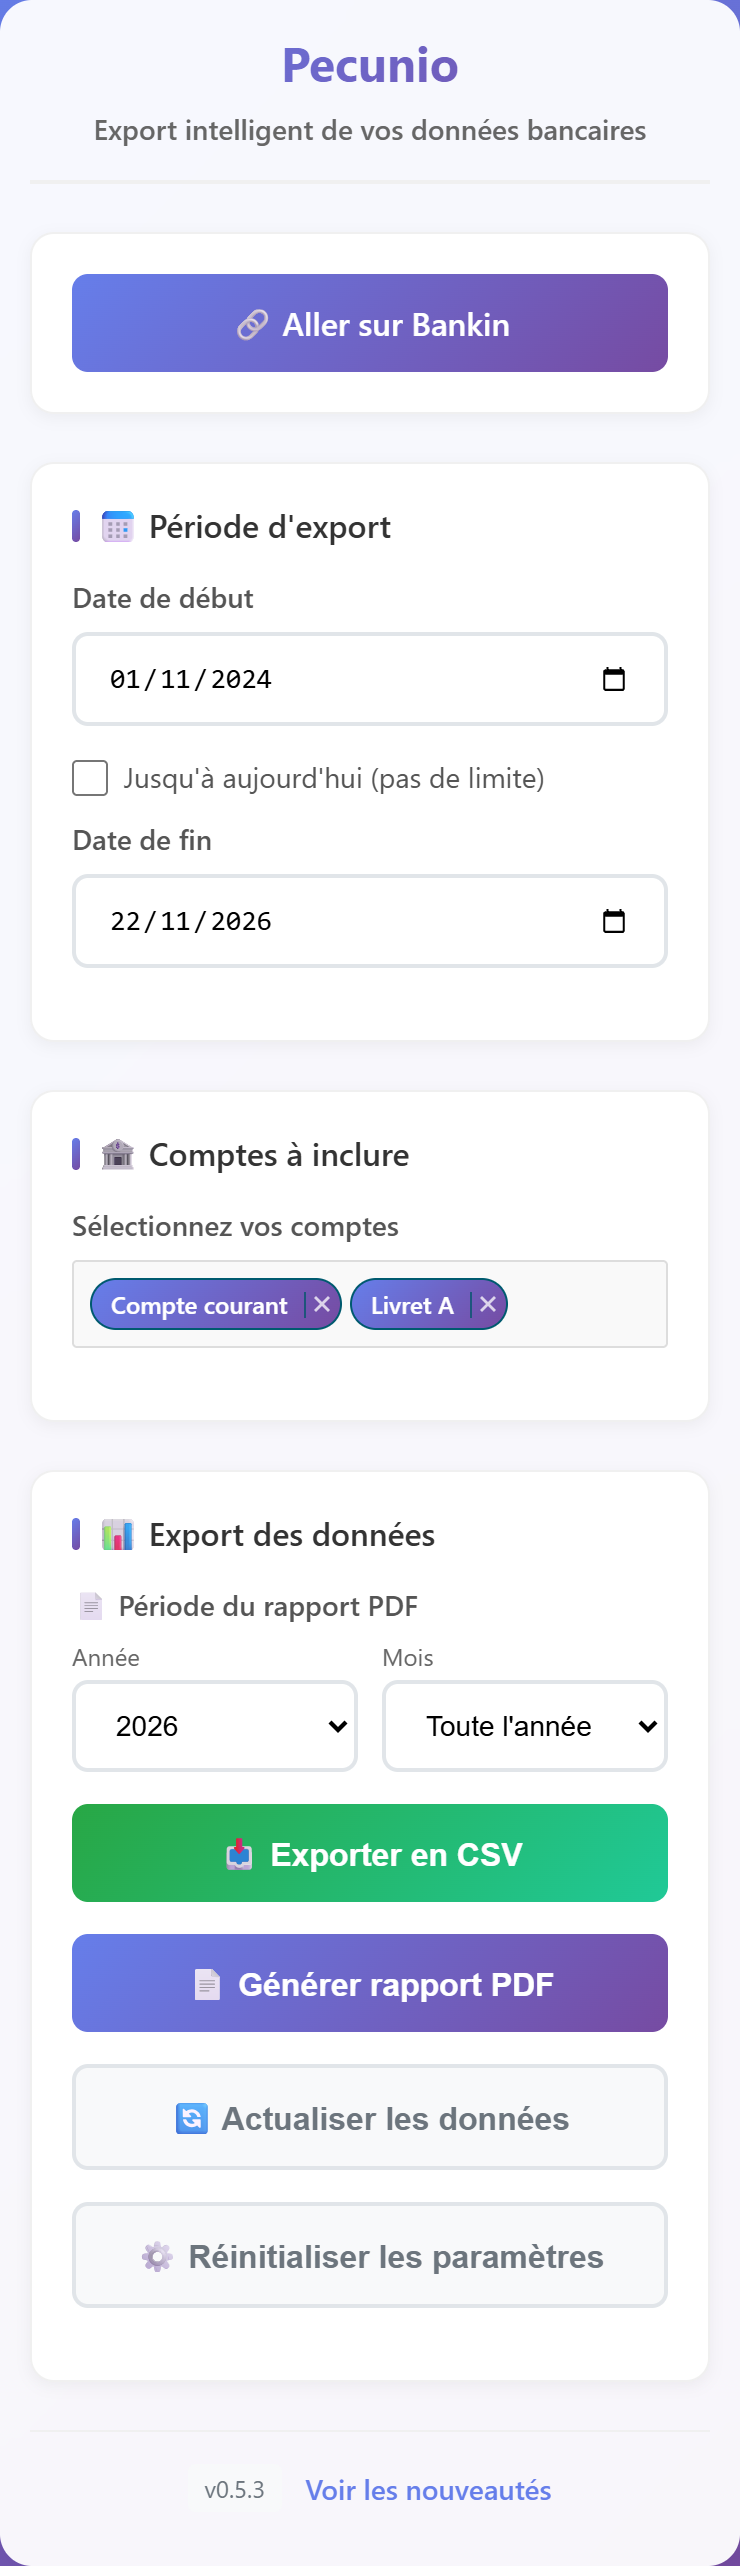 Pecunio
Export intelligent de vos données bancaires
🔗 Aller sur Bankin
📅 Période d'export
Date de début
01/11/2024
Jusqu'à aujourd'hui (pas de limite)
Date de fin
22/11/2026
🏦 Comptes à inclure
Sélectionnez vos comptes
Compte courant × Livret A ×
📊 Export des données
📄 Période du rapport PDF
Année Mois
2026 Toute l'année
📥 Exporter en CSV
📄 Générer rapport PDF
🔄 Actualiser les données
⚙️ Réinitialiser les paramètres
v0.5.3 Voir les nouveautés